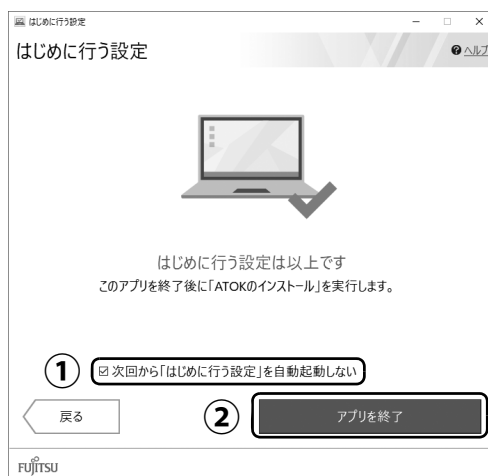 はじめに行う設定
はじめに行う設定
ヘルプ
はじめに行う設定は以上です
このアプリを終了後に「ATOKのインストール」を実行します。
① ☑ 次回から「はじめに行う設定」を自動起動しない
戻る
② アプリを終了
FUJITSU